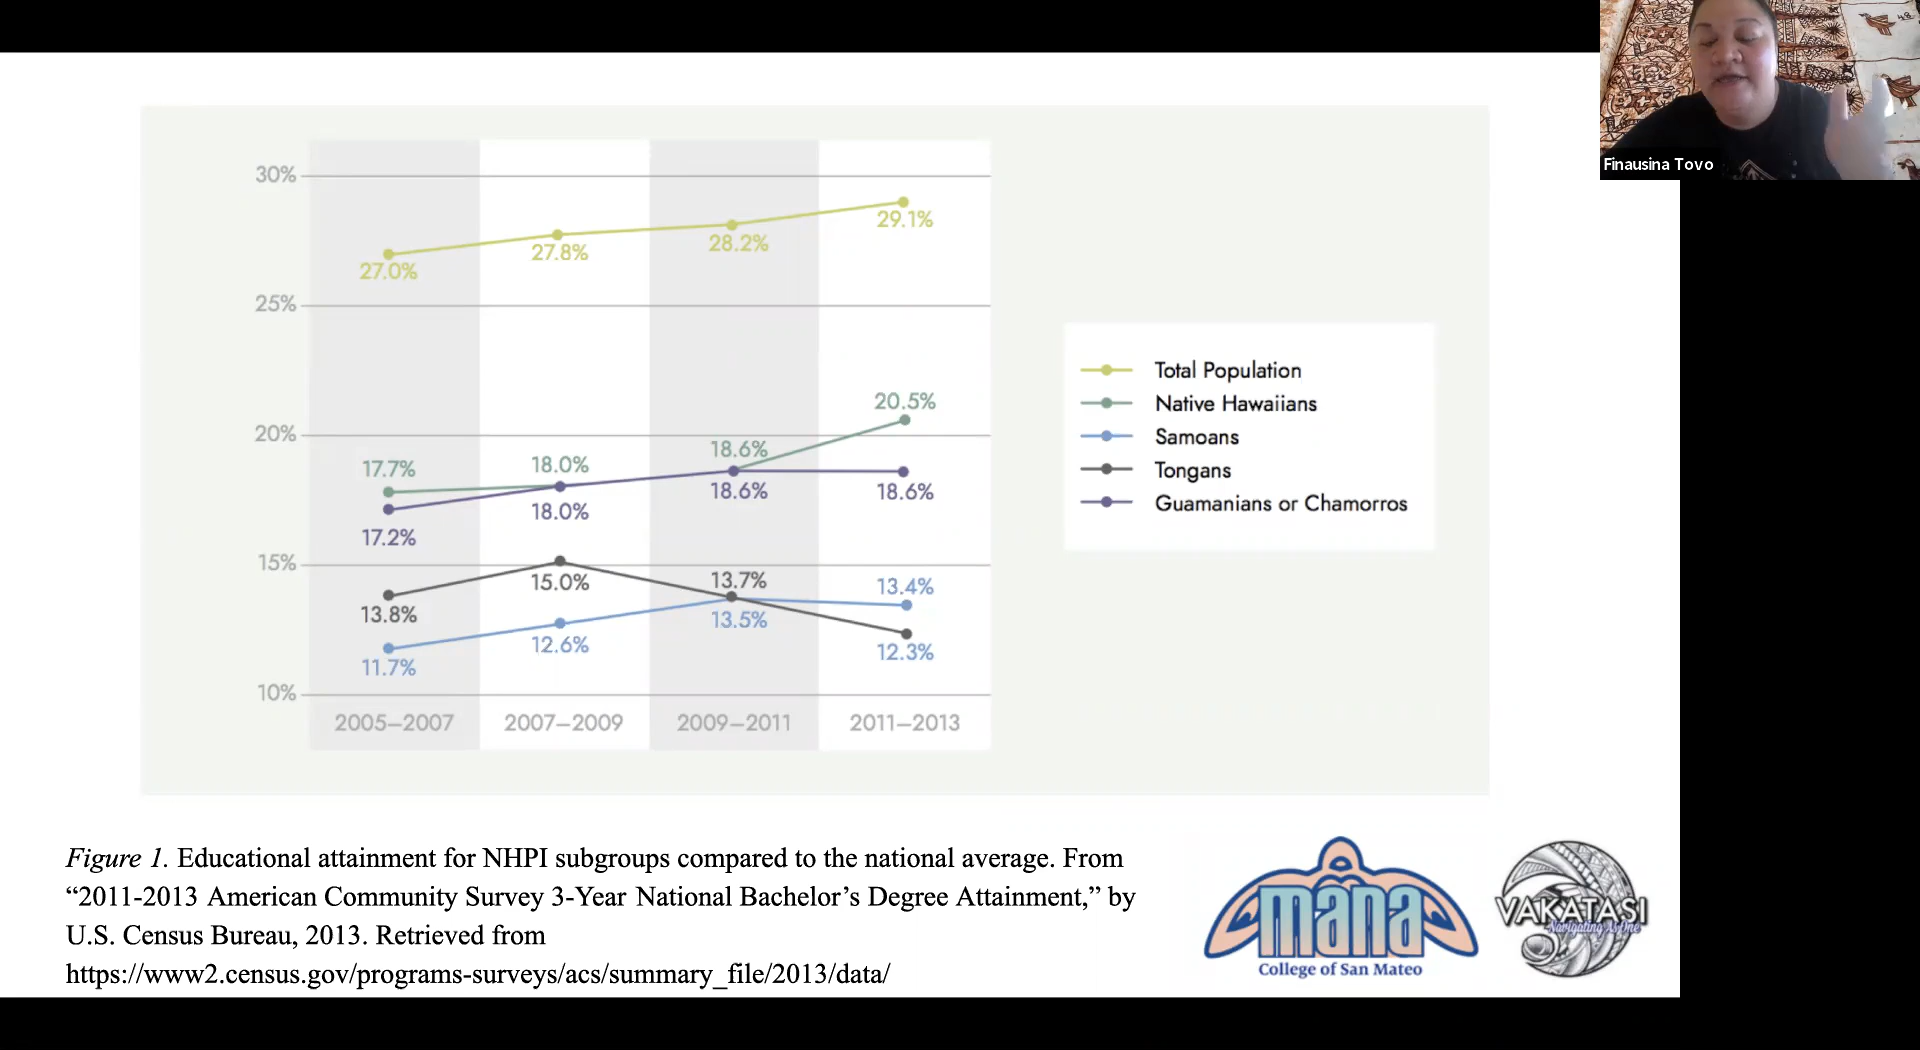 Finausina Tovo
30%
25%
20%
15%
10%
27.0%
27.8%
28.2%
29.1%
17.7%
18.0%
18.6%
20.5%
17.2%
18.0%
18.6%
18.6%
13.8%
15.0%
13.7%
12.3%
11.7%
12.6%
13.5%
13.4%
2005–2007
2007–2009
2009–2011
2011–2013
Total Population
Native Hawaiians
Samoans
Tongans
Guamanians or Chamorros
Figure 1. Educational attainment for NHPI subgroups compared to the national average. From
“2011-2013 American Community Survey 3-Year National Bachelor’s Degree Attainment,” by
U.S. Census Bureau, 2013. Retrieved from
https://www2.census.gov/programs-surveys/acs/summary_file/2013/data/
mana
College of San Mateo
VAKATASI
Navigating As One